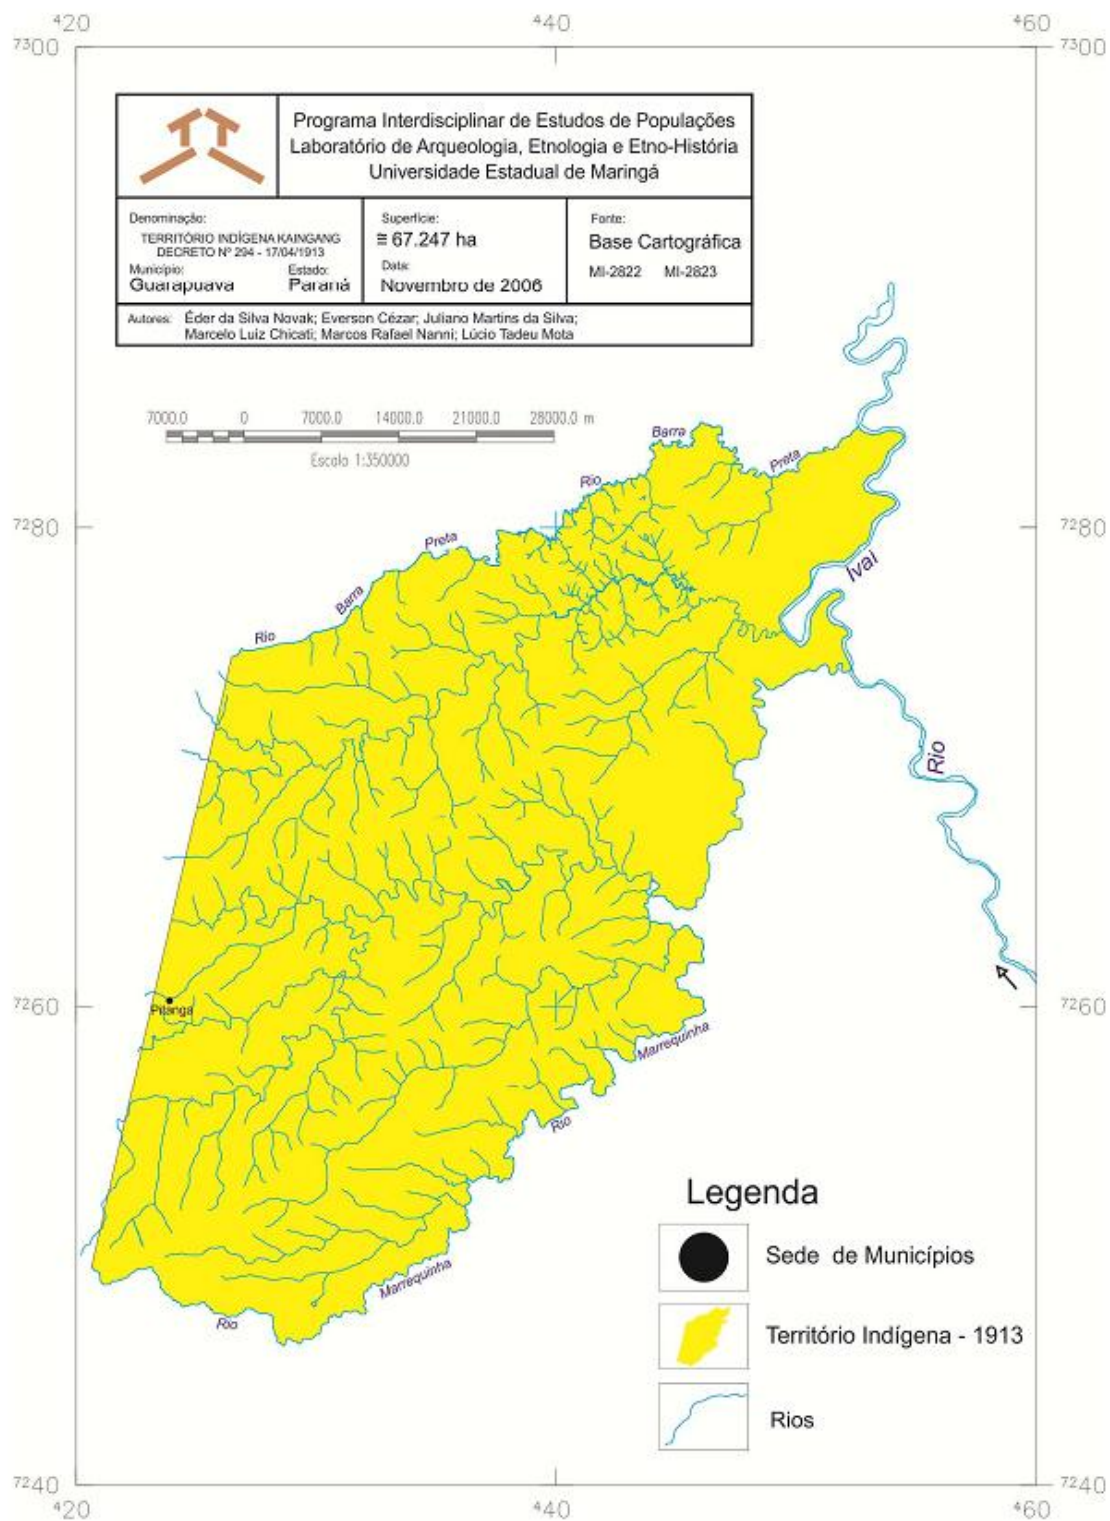 ⁴20 ⁴40 ⁴60
⁷³00 ⁷³00
Programa Interdisciplinar de Estudos de Populações
Laboratório de Arqueologia, Etnologia e Etno-História
Universidade Estadual de Maringá
Denominação:
TERRITÓRIO INDÍGENA KAINGANG
DECRETO Nº 294 - 17/04/1913
Município: Estado:
Guarapuava Paraná
Superfície:
≅ 67.247 ha
Data:
Novembro de 2006
Fonte:
Base Cartográfica
MI-2822 MI-2823
Autores: Éder da Silva Novak; Everson Cézar; Juliano Martins da Silva;
Marcelo Luiz Chicati; Marcos Rafael Nanni; Lúcio Tadeu Mota
7000.0 0 7000.0 14000.0 21000.0 28000.0 m
Escala 1:350000
Barra
Preta
Rio
⁷²80 ⁷²80
Preta
Ivaí
Barra
Rio
Rio
⁷²60 ⁷²60
Pitanga
Marrequinha
Rio
Marrequinha
Rio
Legenda
Sede de Municípios
Território Indígena - 1913
Rios
⁷²40 ⁷²40
⁴20 ⁴40 ⁴60